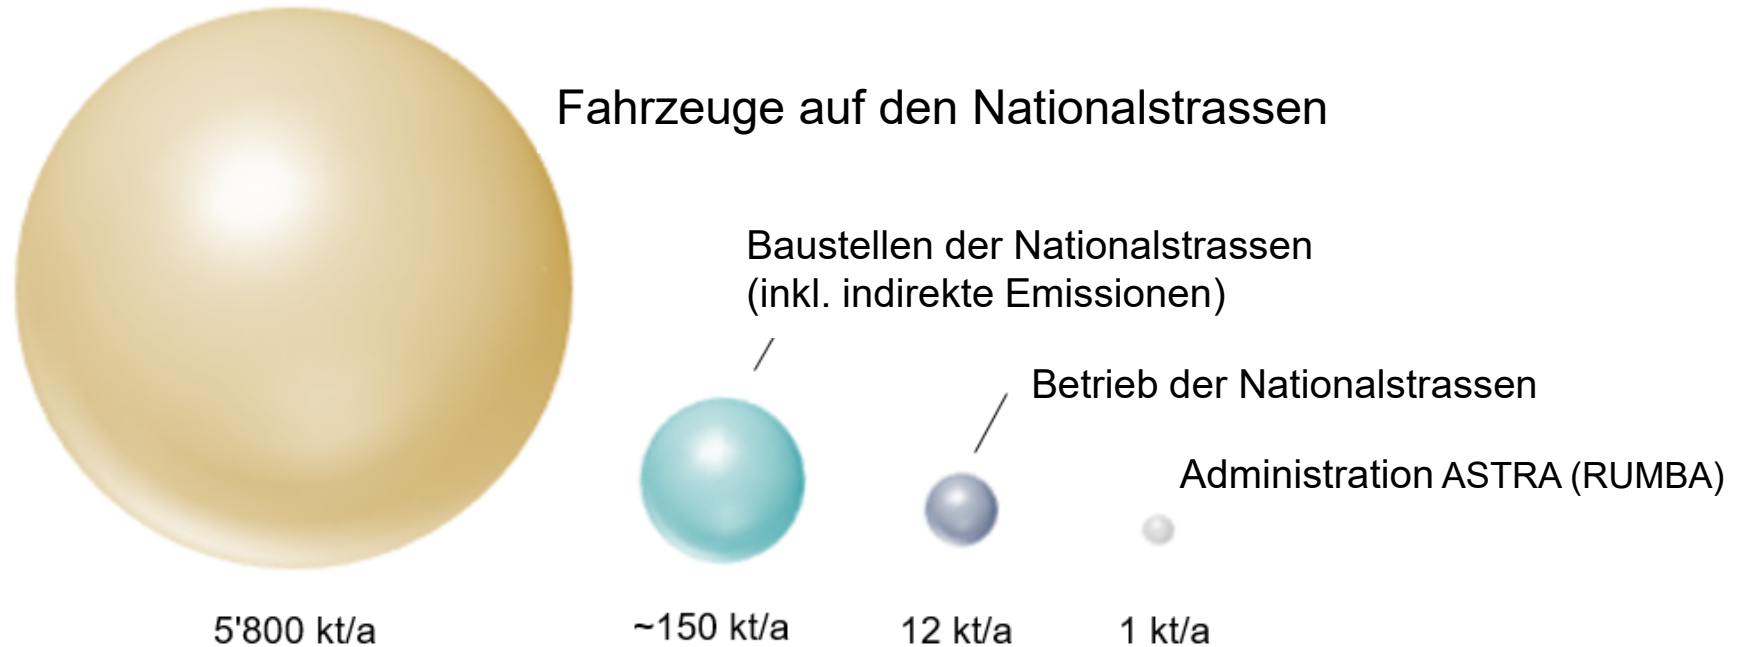 Fahrzeuge auf den Nationalstrassen
Baustellen der Nationalstrassen
(inkl. indirekte Emissionen)
Betrieb der Nationalstrassen
Administration ASTRA (RUMBA)
5'800 kt/a
~150 kt/a
12 kt/a
1 kt/a